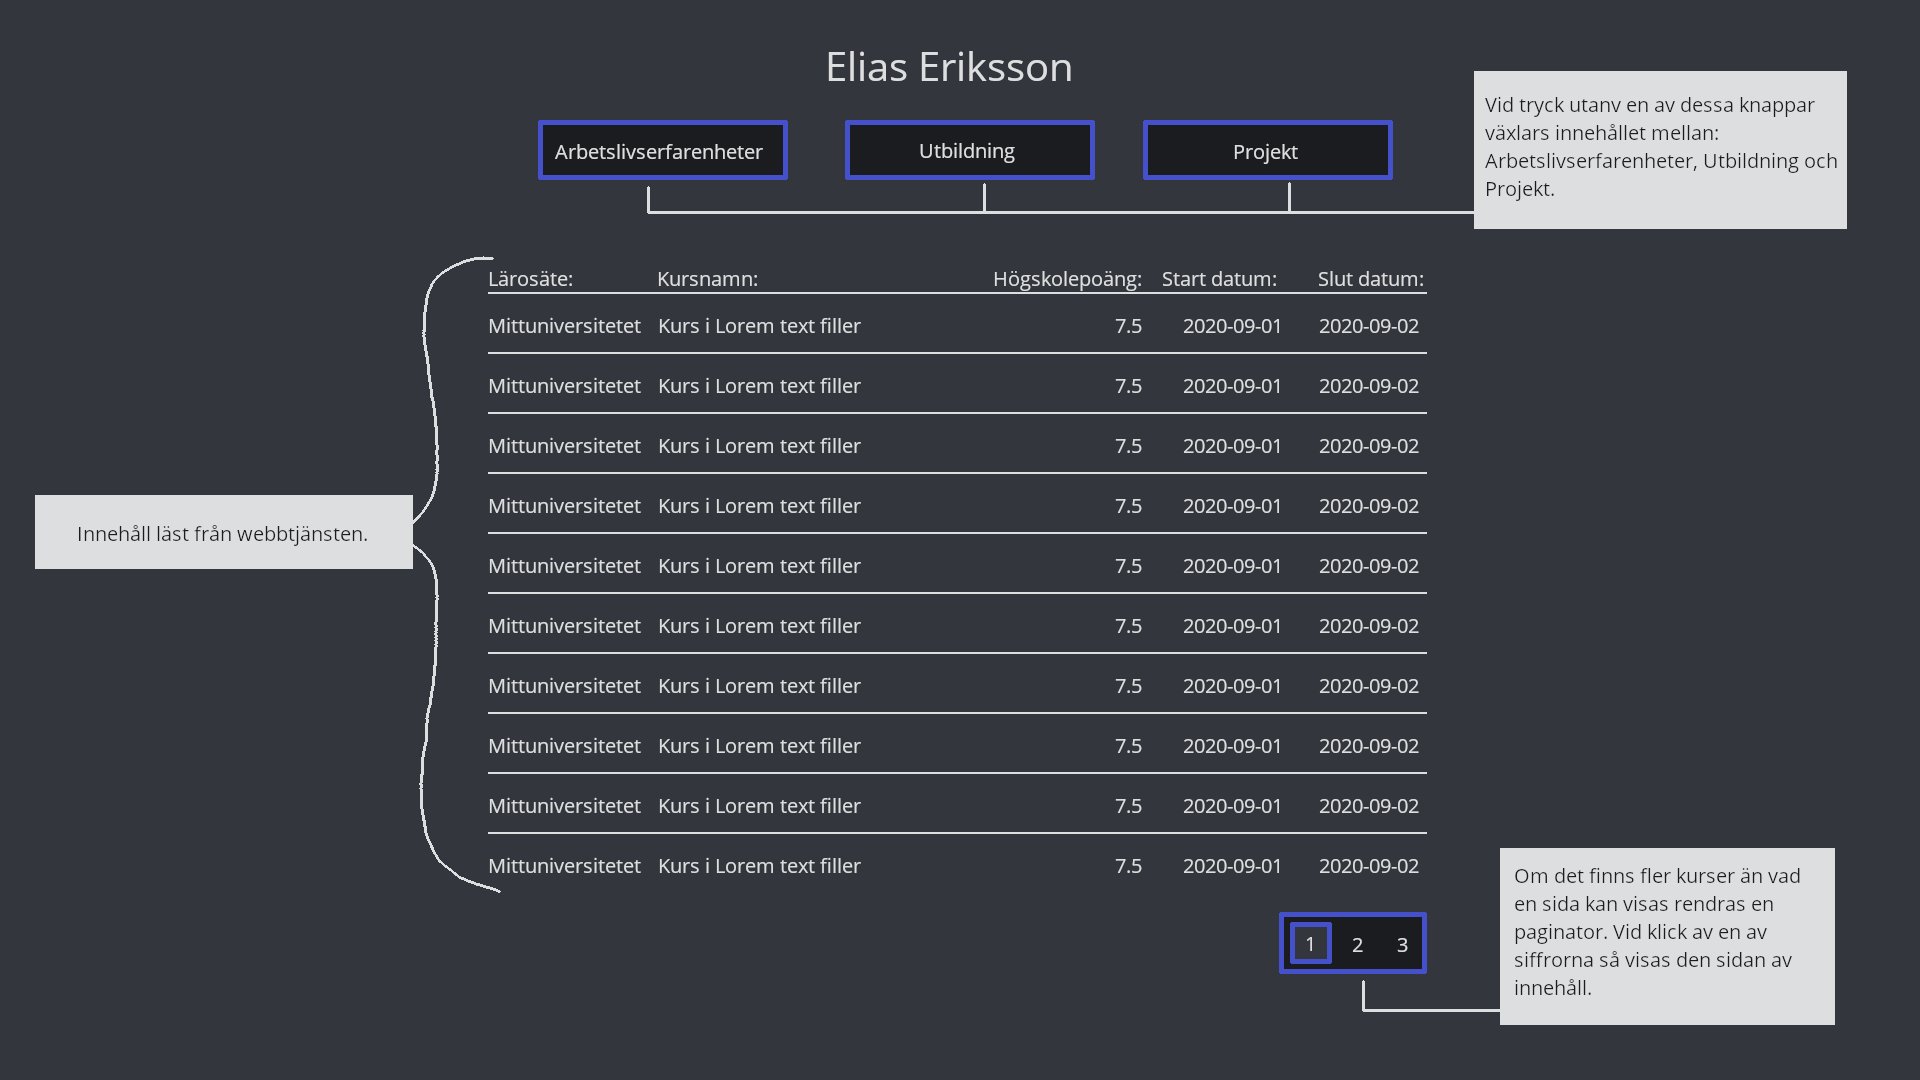 Elias Eriksson
Arbetslivserfarenheter
Utbildning
Projekt
Vid tryck utanv en av dessa knappar
växlars innehållet mellan:
Arbetslivserfarenheter, Utbildning och
Projekt.
Lärosäte: Kursnamn: Högskolepoäng: Start datum: Slut datum:
Mittuniversitetet Kurs i Lorem text filler 7.5 2020-09-01 2020-09-02
Mittuniversitetet Kurs i Lorem text filler 7.5 2020-09-01 2020-09-02
Mittuniversitetet Kurs i Lorem text filler 7.5 2020-09-01 2020-09-02
Mittuniversitetet Kurs i Lorem text filler 7.5 2020-09-01 2020-09-02
Mittuniversitetet Kurs i Lorem text filler 7.5 2020-09-01 2020-09-02
Mittuniversitetet Kurs i Lorem text filler 7.5 2020-09-01 2020-09-02
Mittuniversitetet Kurs i Lorem text filler 7.5 2020-09-01 2020-09-02
Mittuniversitetet Kurs i Lorem text filler 7.5 2020-09-01 2020-09-02
Mittuniversitetet Kurs i Lorem text filler 7.5 2020-09-01 2020-09-02
Mittuniversitetet Kurs i Lorem text filler 7.5 2020-09-01 2020-09-02
Innehåll läst från webbtjänsten.
1 2 3
Om det finns fler kurser än vad
en sida kan visas rendras en
paginator. Vid klick av en av
siffrorna så visas den sidan av
innehåll.